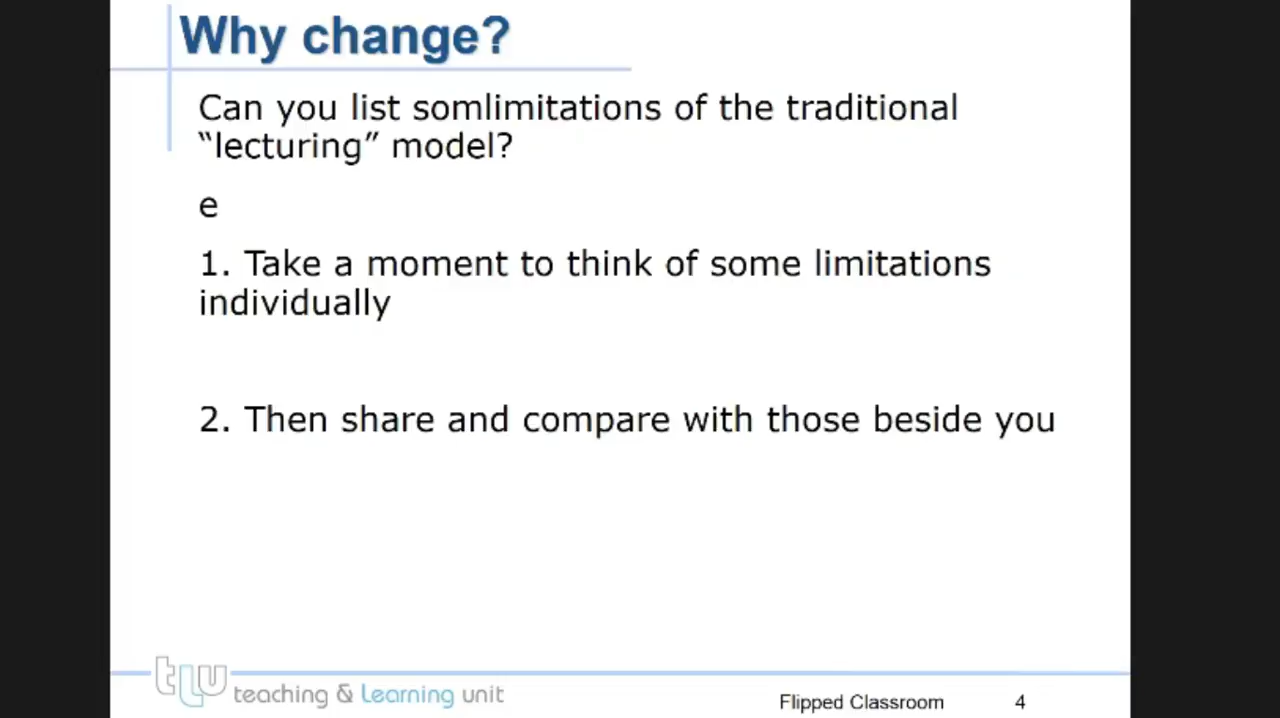 Why change?
Can you list somlimitations of the traditional
“lecturing” model?
e
1. Take a moment to think of some limitations
individually
2. Then share and compare with those beside you
tLU teaching & Learning unit
Flipped Classroom 4